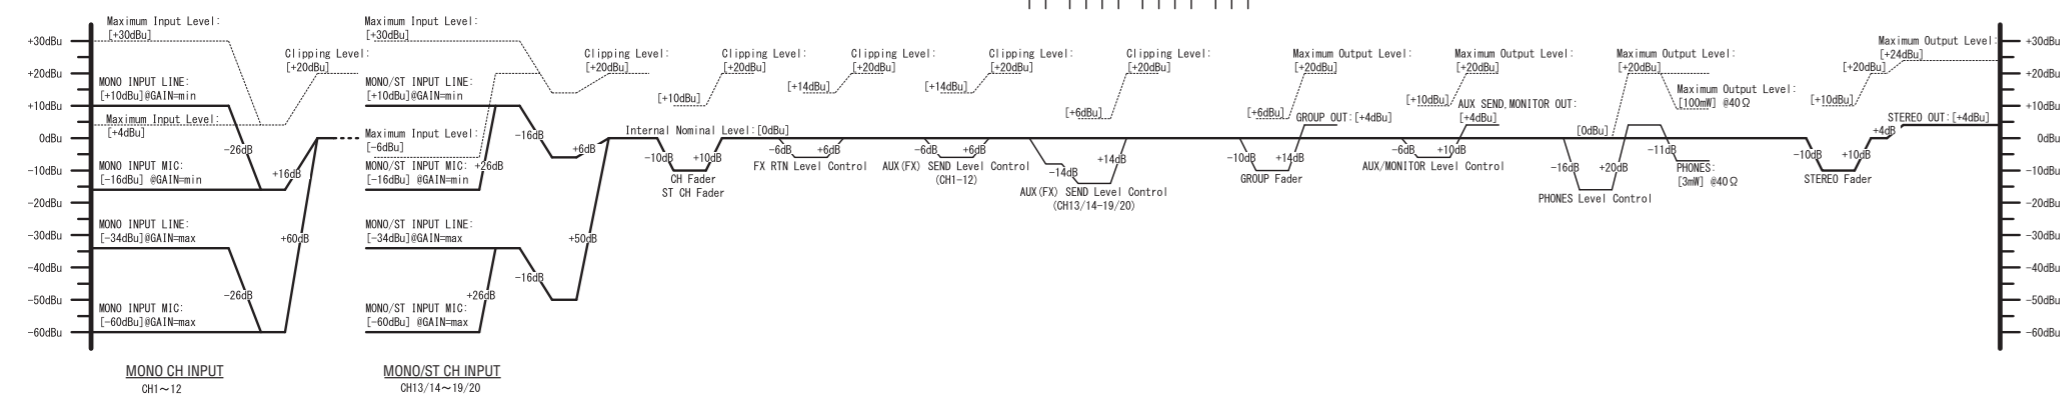 Maximum Input Level:
[+30dBu]
Maximum Input Level:
[+30dBu]
+30dBu
+20dBu
+10dBu
0dBu
-10dBu
-20dBu
-30dBu
-40dBu
-50dBu
-60dBu
Clipping Level:
[+20dBu]
MONO INPUT LINE:
[+10dBu]@GAIN=min
Maximum Input Level:
[+4dBu]
-26dB
MONO INPUT MIC:
[-16dBu] @GAIN=min
+16dB
MONO INPUT LINE:
[-34dBu]@GAIN=max
+60dB
-26dB
MONO INPUT MIC:
[-60dBu]@GAIN=max
MONO CH INPUT
CH1~12
MONO/ST INPUT LINE:
[+10dBu]@GAIN=min
Maximum Input Level:
[-6dBu]
MONO/ST INPUT MIC:
[-16dBu] @GAIN=min
+26dB
-16dB
+6dB
MONO/ST INPUT LINE:
[-34dBu]@GAIN=max
-16dB
+50dB
+26dB
MONO/ST INPUT MIC:
[-60dBu] @GAIN=max
MONO/ST CH INPUT
CH13/14~19/20
Clipping Level:
[+20dBu]
Internal Nominal Level:[0dBu]
Clipping Level:
[+20dBu]
[+10dBu]
-10dB
+10dB
CH Fader
ST CH Fader
Clipping Level:
[+20dBu]
[+14dBu]
-6dB
+6dB
FX RTN Level Control
Clipping Level:
[+20dBu]
[+14dBu]
-6dB
+6dB
AUX(FX) SEND Level Control
(CH1-12)
Clipping Level:
[+20dBu]
[+6dBu]
-14dB
+14dB
AUX(FX) SEND Level Control
(CH13/14-19/20)
Maximum Output Level:
[+20dBu]
[+6dBu]
GROUP OUT:[+4dBu]
-10dB
+14dB
GROUP Fader
Maximum Output Level:
[+20dBu]
[+10dBu]
AUX SEND,MONITOR OUT:
[+4dBu]
-6dB
+10dB
AUX/MONITOR Level Control
Maximum Output Level:
[+20dBu]
Maximum Output Level:
[100mW] @40Ω
[0dBu]
-16dB
+20dB
-11dB
PHONES:
[3mW] @40Ω
PHONES Level Control
Maximum Output Level:
[+24dBu]
[+20dBu]
[+10dBu]
STEREO OUT:[+4dBu]
+4dB
-10dB
+10dB
STEREO Fader
+30dBu
+20dBu
+10dBu
0dBu
-10dBu
-20dBu
-30dBu
-40dBu
-50dBu
-60dBu